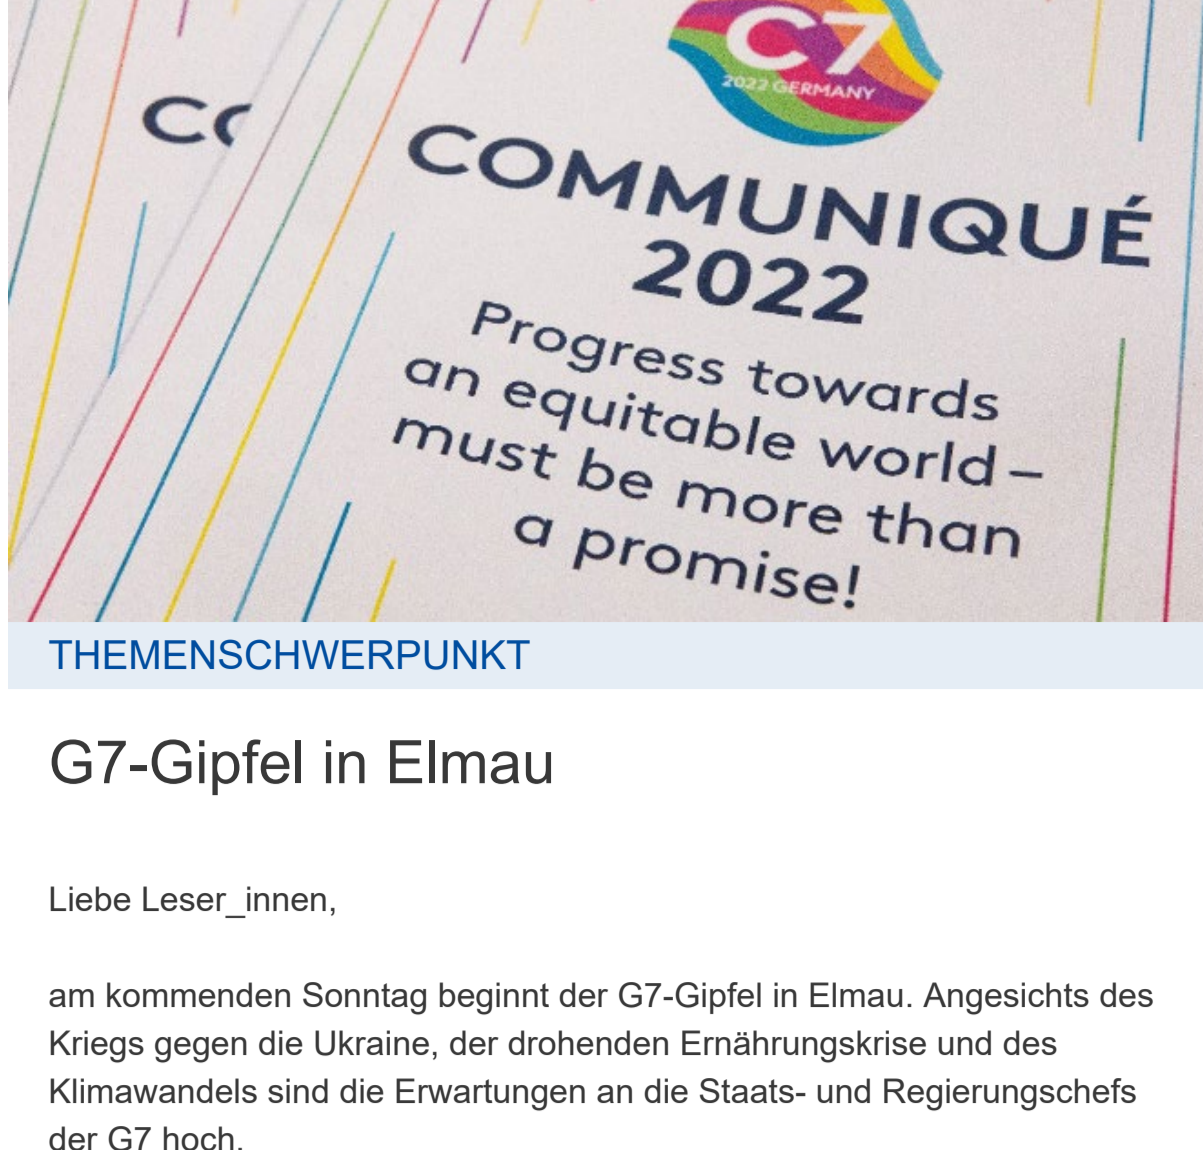 C7
2022 GERMANY
CO
COMMUNIQUÉ
2022
Progress towards
an equitable world –
must be more than
a promise!
THEMENSCHWERPUNKT
G7-Gipfel in Elmau
Liebe Leser_innen,
am kommenden Sonntag beginnt der G7-Gipfel in Elmau. Angesichts des
Kriegs gegen die Ukraine, der drohenden Ernährungskrise und des
Klimawandels sind die Erwartungen an die Staats- und Regierungschefs
der G7 hoch.